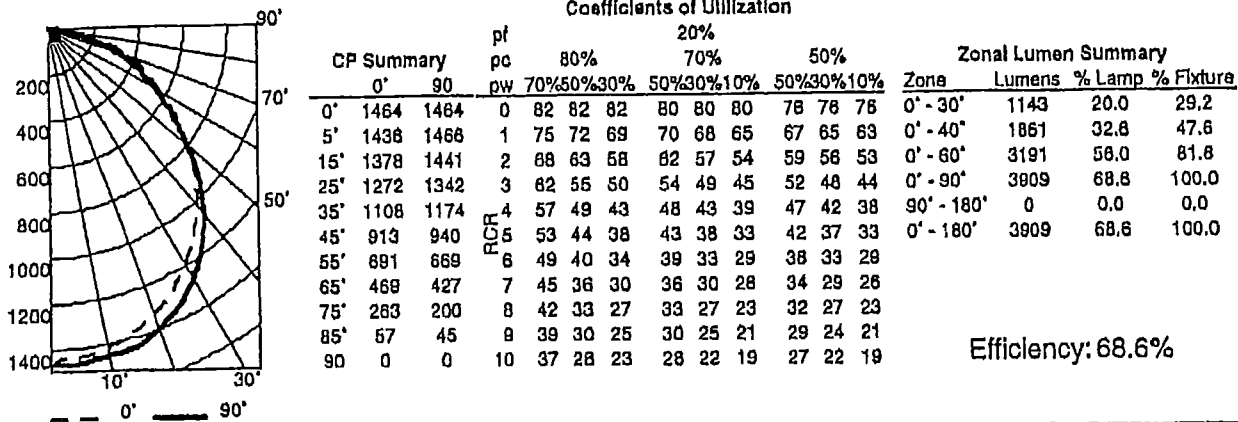 90°
70°
50°
30°
10°
200
400
600
800
1000
1200
1400
0° 90°
Coefficients of Utilization
pf 20%
CP Summary pc 80% 70% 50%
0° 90 pw 70%50%30% 50%30%10% 50%30%10%
0° 1464 1464 0 82 82 82 80 80 80 76 76 76
5° 1436 1466 1 75 72 69 70 68 65 67 65 63
15° 1378 1441 2 68 63 58 62 57 54 59 56 53
25° 1272 1342 3 62 55 50 54 49 45 52 48 44
35° 1108 1174 4 57 49 43 48 43 39 47 42 38
45° 913 940 5 53 44 38 43 38 33 42 37 33
55° 691 669 6 49 40 34 39 33 29 38 33 29
65° 469 427 7 45 36 30 36 30 26 34 29 26
75° 263 200 8 42 33 27 33 27 23 32 27 23
85° 57 45 9 39 30 25 30 25 21 29 24 21
90 0 0 10 37 28 23 28 22 19 27 22 19
RCR
Zonal Lumen Summary
Zone Lumens % Lamp % Fixture
0° - 30° 1143 20.0 29.2
0° - 40° 1861 32.6 47.6
0° - 60° 3191 56.0 81.6
0° - 90° 3909 68.6 100.0
90° - 180° 0 0.0 0.0
0° - 180° 3909 68.6 100.0
Efficiency: 68.6%